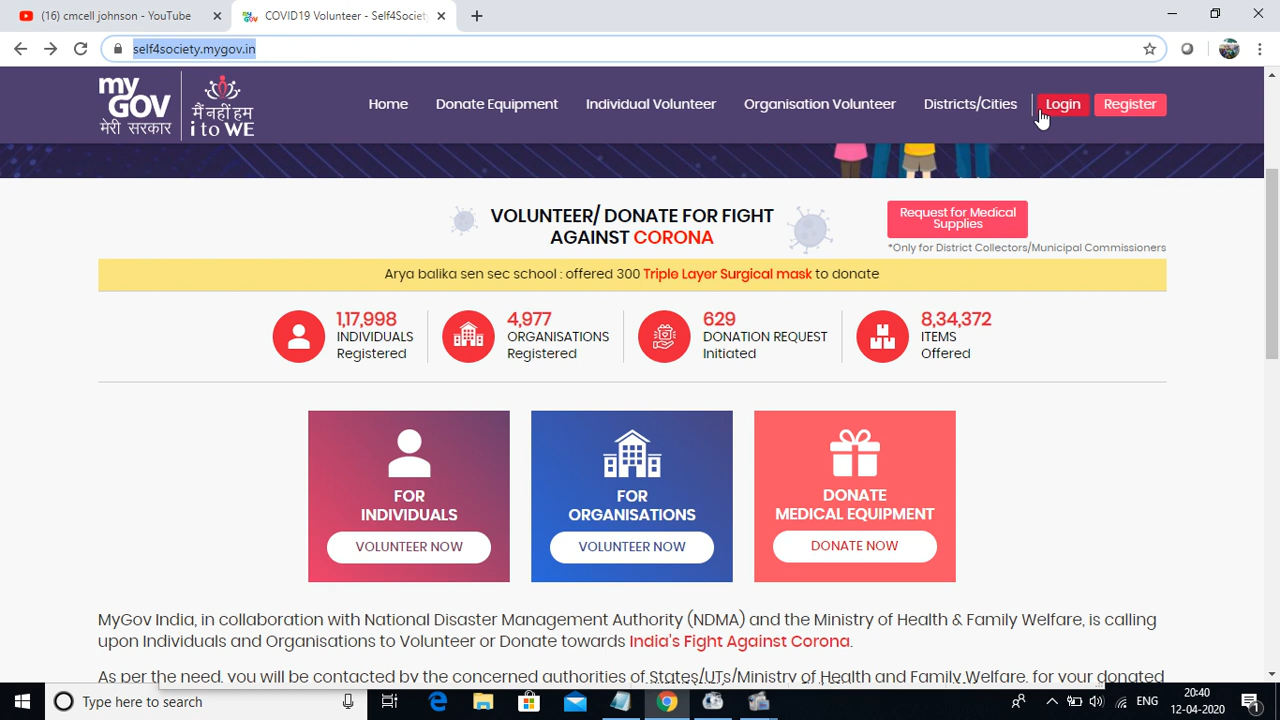 (16) cmcell johnson - YouTube
COVID19 Volunteer - Self4Society
self4society.mygov.in
my
GOV
मेरी सरकार
मैं नहीं हम
i to WE
Home
Donate Equipment
Individual Volunteer
Organisation Volunteer
Districts/Cities
Login
Register
VOLUNTEER/ DONATE FOR FIGHT
AGAINST CORONA
Request for Medical
Supplies
*Only for District Collectors/Municipal Commissioners
Arya balika sen sec school : offered 300 Triple Layer Surgical mask to donate
1,17,998
INDIVIDUALS
Registered
4,977
ORGANISATIONS
Registered
629
DONATION REQUEST
Initiated
8,34,372
ITEMS
Offered
FOR
INDIVIDUALS
VOLUNTEER NOW
FOR
ORGANISATIONS
VOLUNTEER NOW
DONATE
MEDICAL EQUIPMENT
DONATE NOW
MyGov India, in collaboration with National Disaster Management Authority (NDMA) and the Ministry of Health & Family Welfare, is calling
upon Individuals and Organisations to Volunteer or Donate towards India's Fight Against Corona.
As per the need, you will be contacted by the concerned authorities of States/UTs/Ministry of Health and Family Welfare, for your donated
Type here to search
ENG
20:40
12-04-2020
1